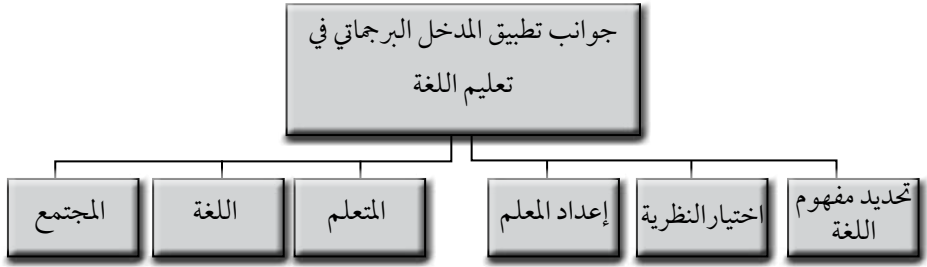 جوانب تطبيق المدخل البرجماتي في
تعليم اللغة
تحديد مفهوم
اللغة
اختيار النظرية
إعداد المعلم
المتعلم
اللغة
المجتمع